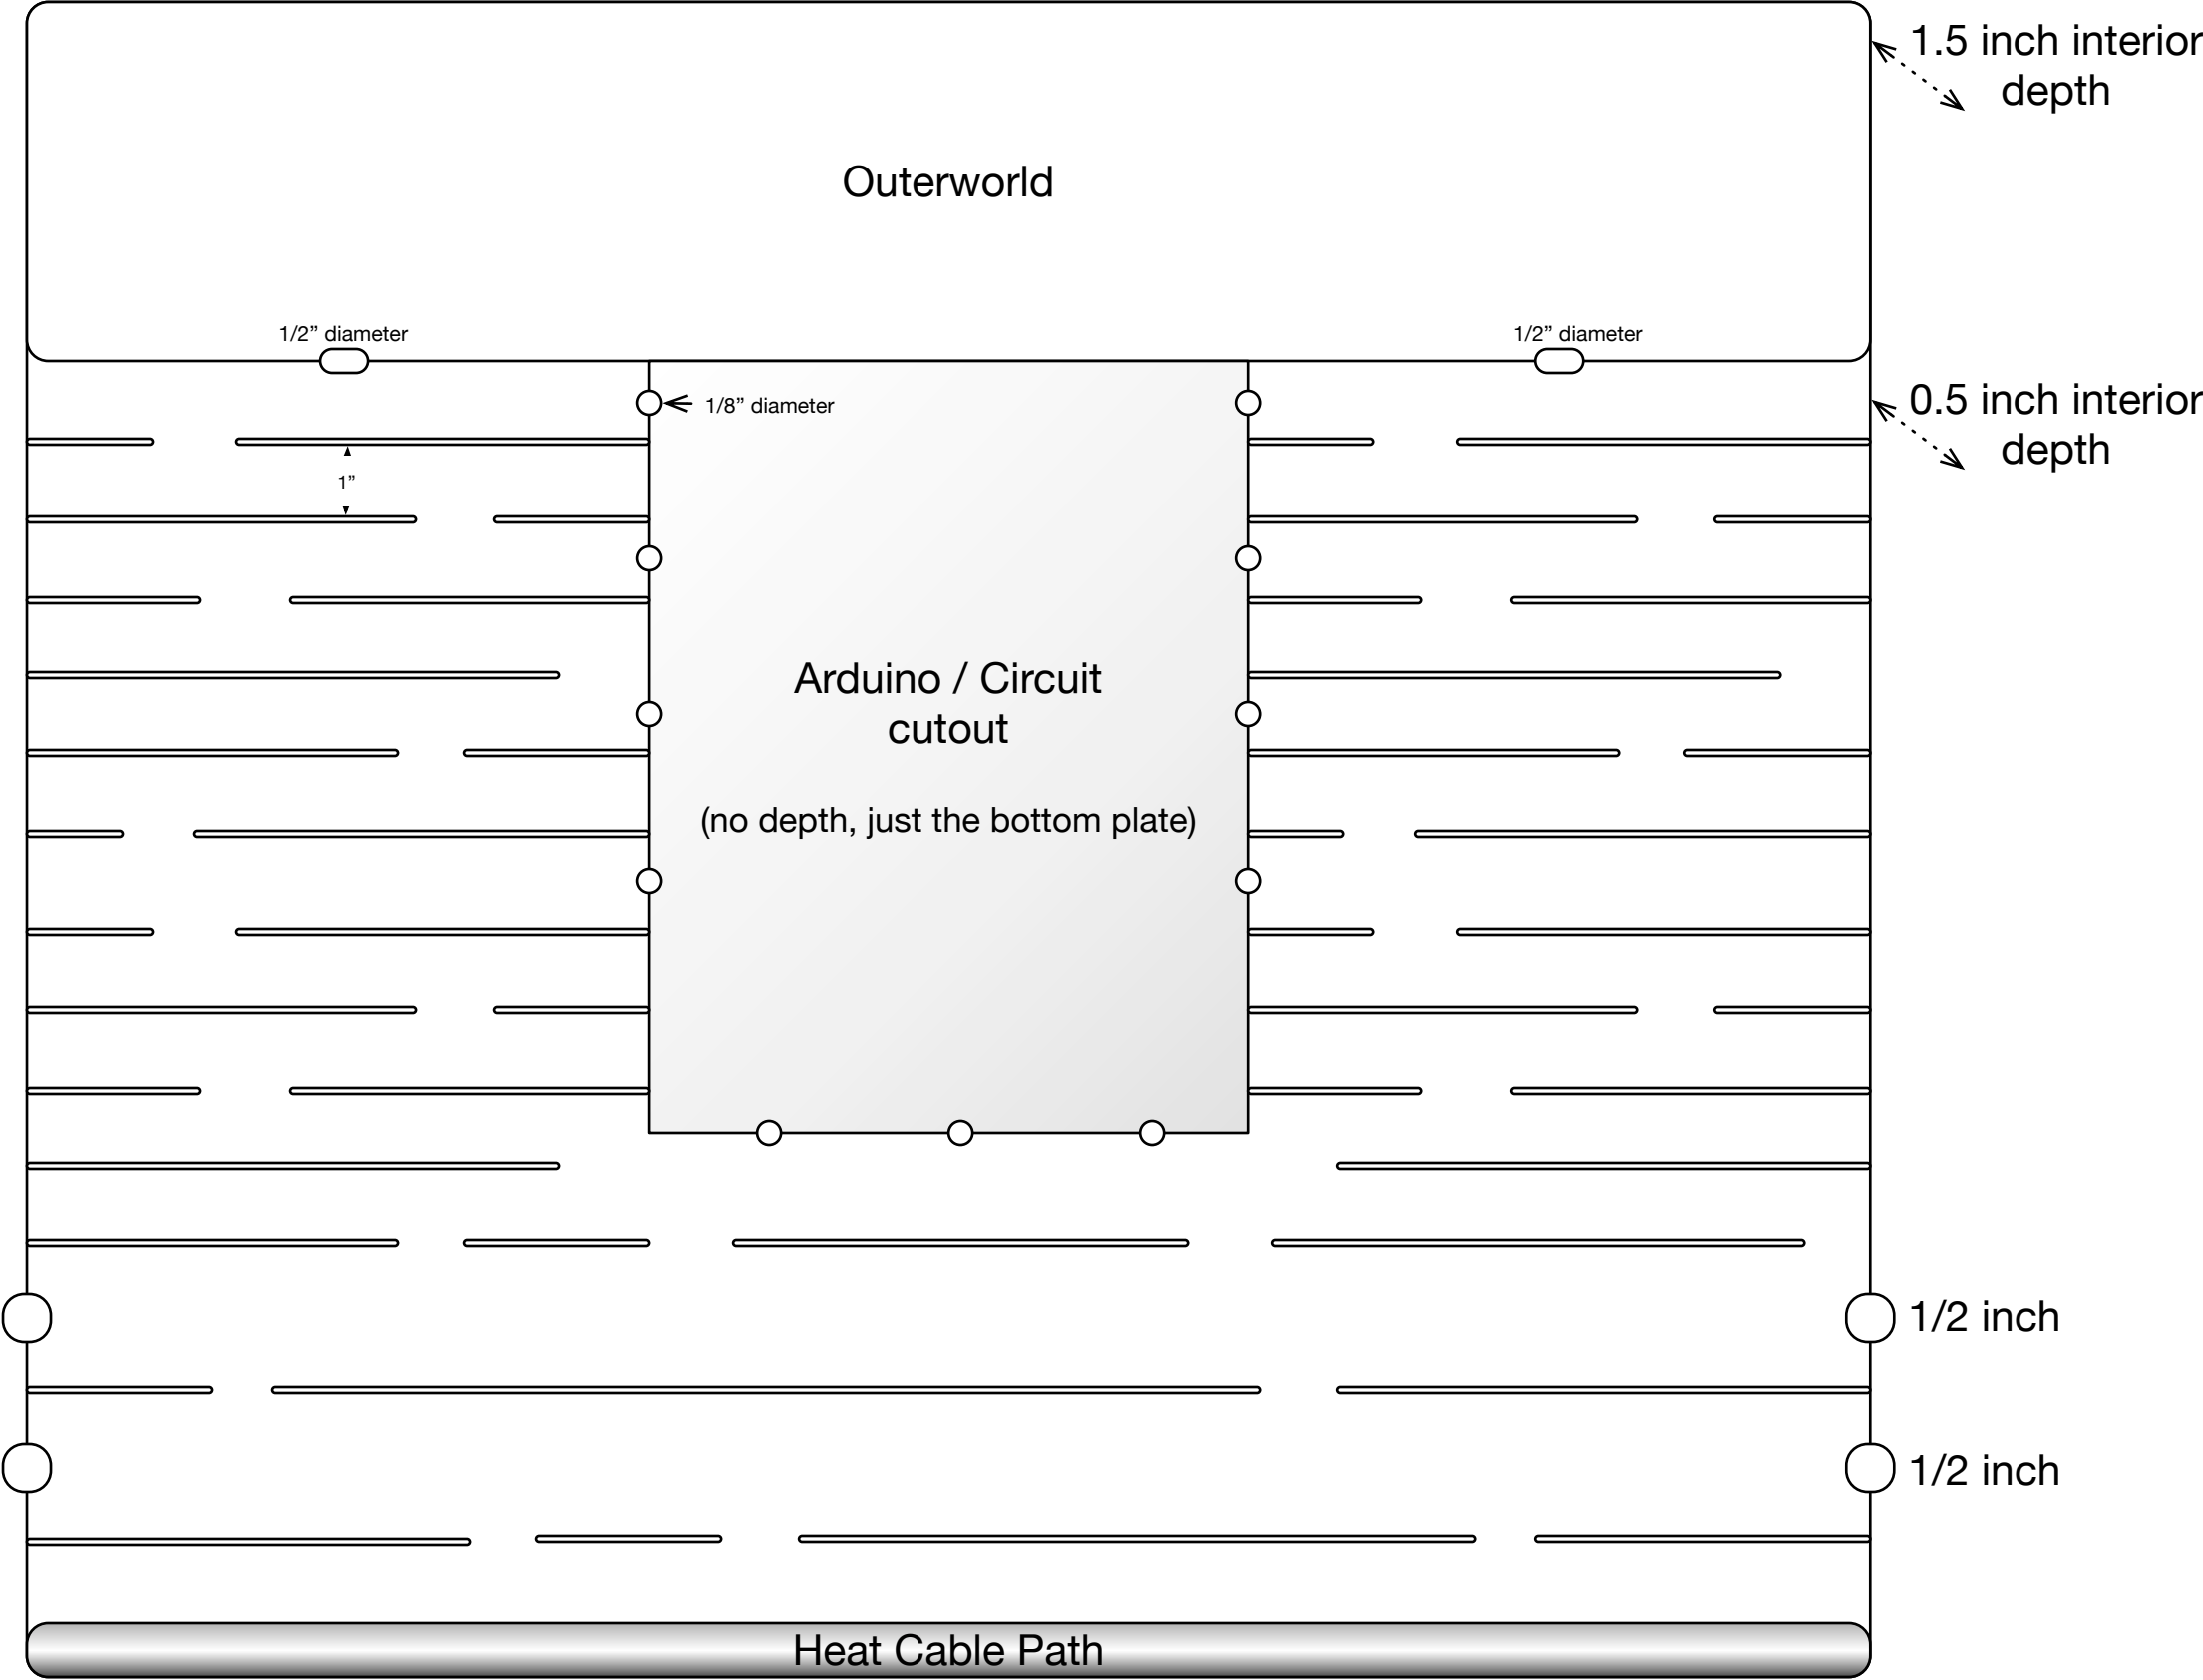 1.5 inch interior
depth
Outerworld
1/2” diameter
1/2” diameter
1/8” diameter
0.5 inch interior
depth
1”
Arduino / Circuit
cutout
(no depth, just the bottom plate)
1/2 inch
1/2 inch
Heat Cable Path